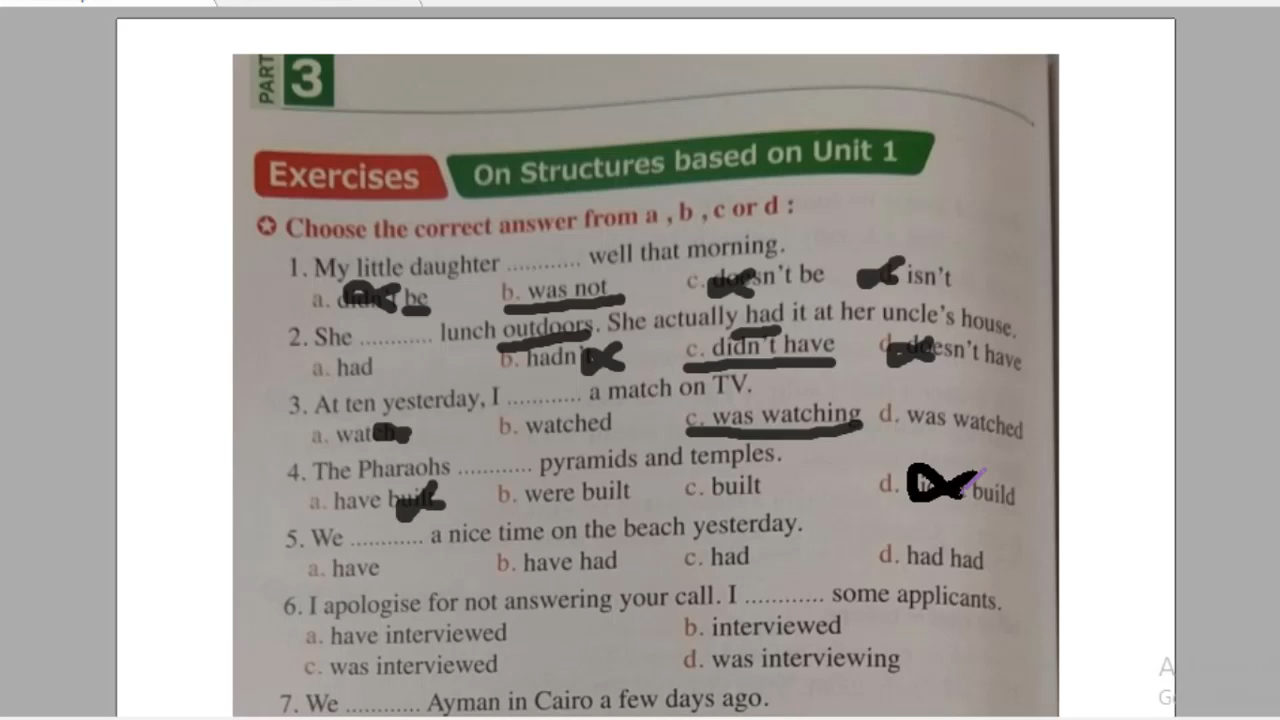 PART 3
Exercises On Structures based on Unit 1
Choose the correct answer from a , b , c or d :
1. My little daughter ............ well that morning.
a. didn't be b. was not c. doesn't be d. isn't
2. She ............ lunch outdoors. She actually had it at her uncle's house.
a. had b. hadn't c. didn't have d. doesn't have
3. At ten yesterday, I ............ a match on TV.
a. watch b. watched c. was watching d. was watched
4. The Pharaohs ............ pyramids and temples.
a. have built b. were built c. built d. build
5. We ............ a nice time on the beach yesterday.
a. have b. have had c. had d. had had
6. I apologise for not answering your call. I ............ some applicants.
a. have interviewed b. interviewed
c. was interviewed d. was interviewing
7. We ............ Ayman in Cairo a few days ago.